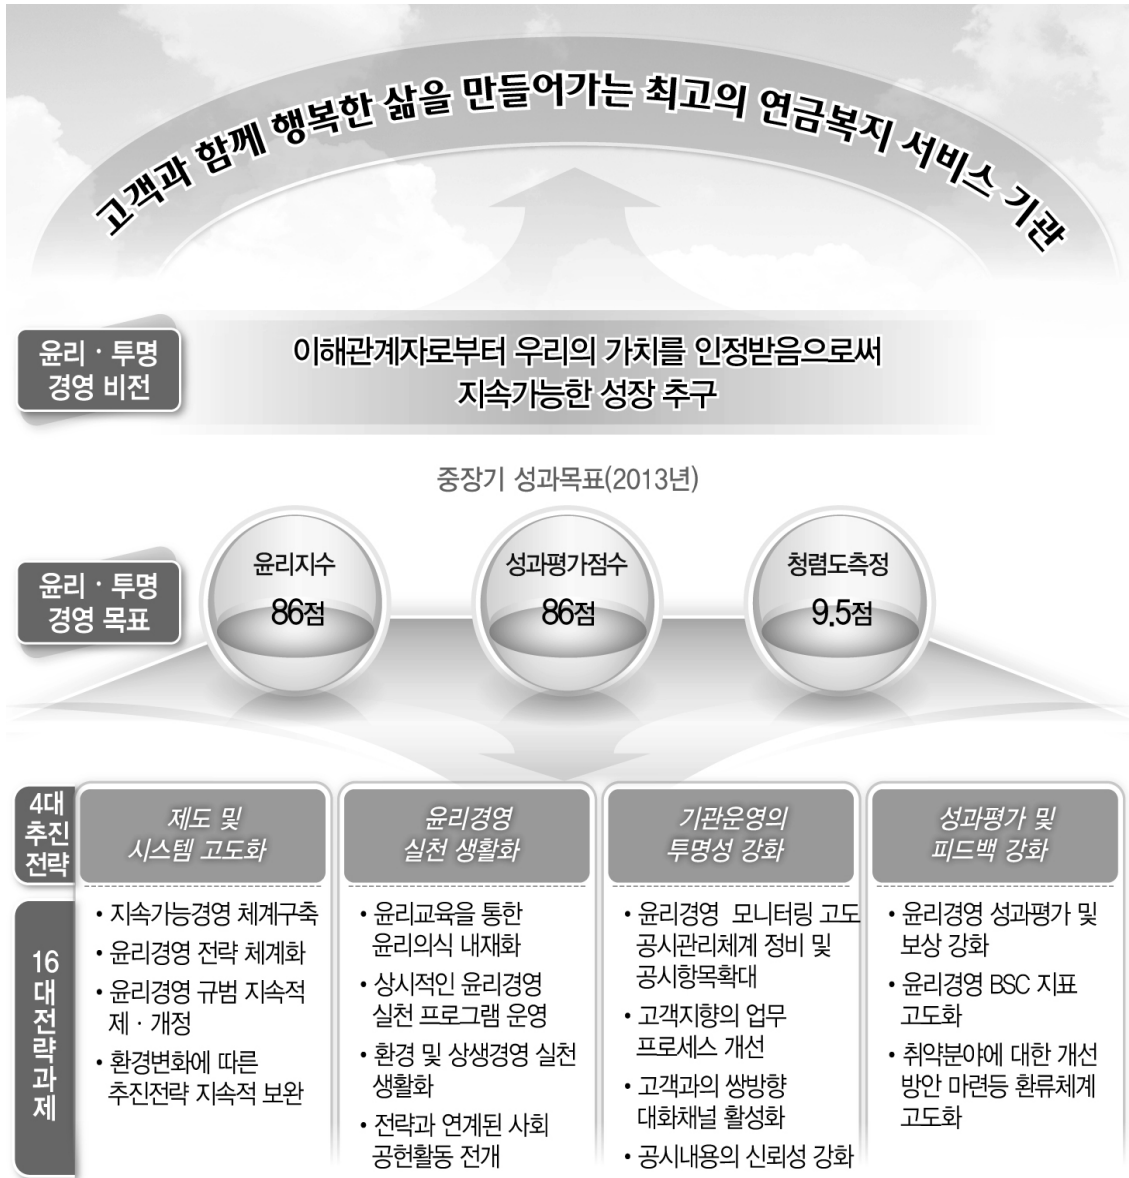 고객과 함께 행복한 삶을 만들어가는 최고의 연금복지 서비스 기관
윤리 · 투명
경영 비전
이해관계자로부터 우리의 가치를 인정받음으로써
지속가능한 성장 추구
중장기 성과목표(2013년)
윤리 · 투명
경영 목표
윤리지수
86점
성과평가점수
86점
청렴도측정
9.5점
4대
추진
전략
제도 및
시스템 고도화
윤리경영
실천 생활화
기관운영의
투명성 강화
성과평가 및
피드백 강화
16
대
전
략
과
제
• 지속가능경영 체계구축
• 윤리경영 전략 체계화
• 윤리경영 규범 지속적
제 · 개정
• 환경변화에 따른
추진전략 지속적 보완
• 윤리교육을 통한
윤리의식 내재화
• 상시적인 윤리경영
실천 프로그램 운영
• 환경 및 상생경영 실천
생활화
• 전략과 연계된 사회
공헌활동 전개
• 윤리경영 모니터링 고도
공시관리체계 정비 및
공시항목확대
• 고객지향의 업무
프로세스 개선
• 고객과의 쌍방향
대화채널 활성화
• 공시내용의 신뢰성 강화
• 윤리경영 성과평가 및
보상 강화
• 윤리경영 BSC 지표
고도화
• 취약분야에 대한 개선
방안 마련등 환류체계
고도화